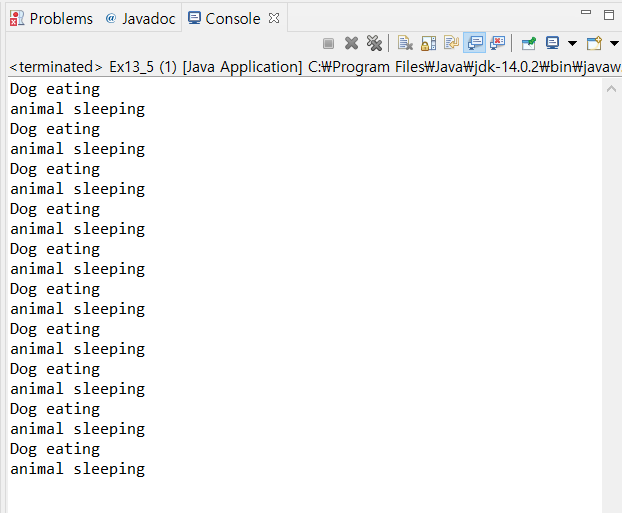 Problems @ Javadoc Console
<terminated> Ex13_5 (1) [Java Application] C:₩Program Files₩Java₩jdk-14.0.2₩bin₩javaw
Dog eating
animal sleeping
Dog eating
animal sleeping
Dog eating
animal sleeping
Dog eating
animal sleeping
Dog eating
animal sleeping
Dog eating
animal sleeping
Dog eating
animal sleeping
Dog eating
animal sleeping
Dog eating
animal sleeping
Dog eating
animal sleeping